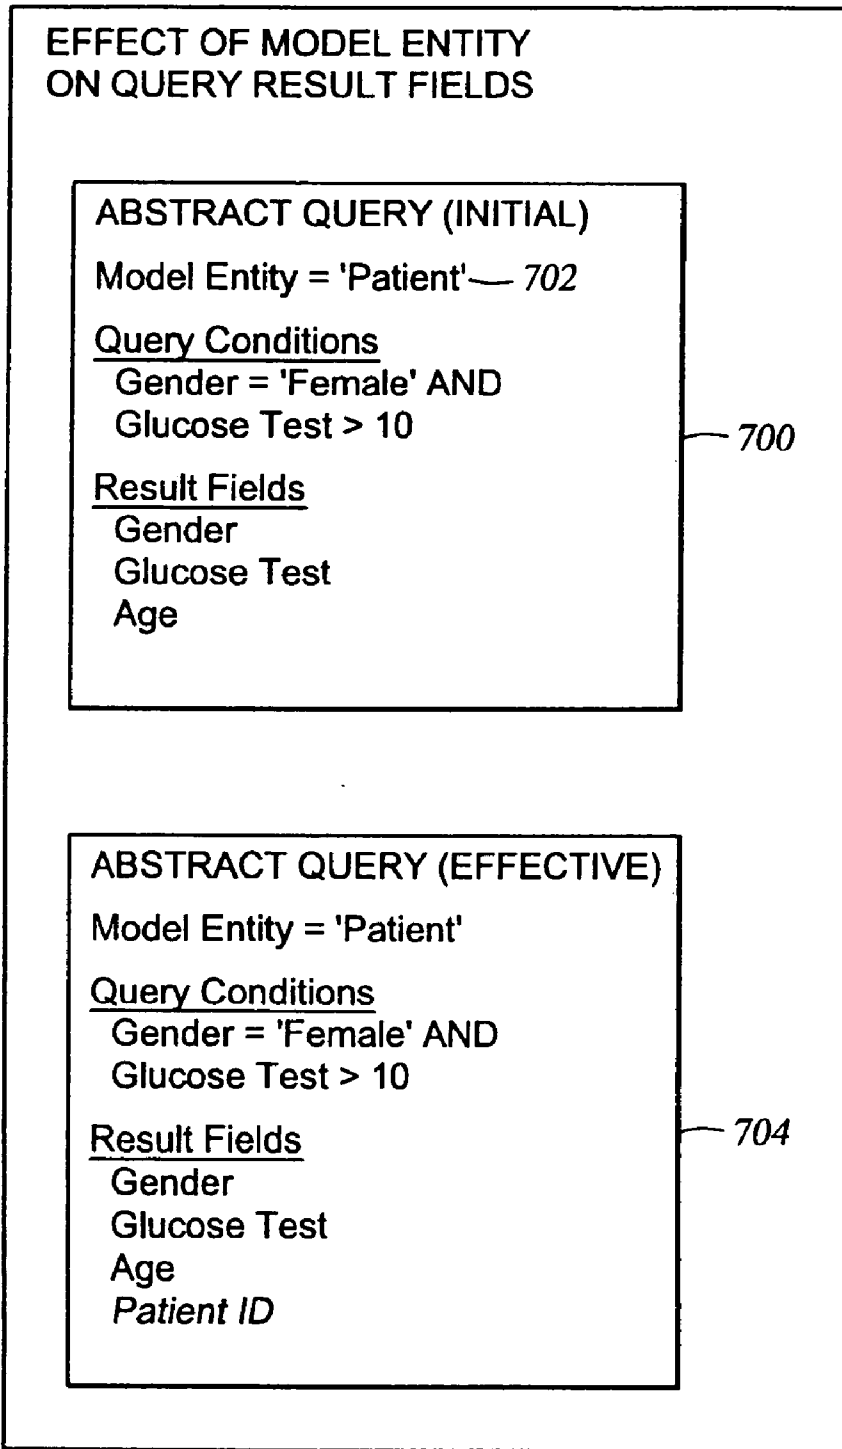 EFFECT OF MODEL ENTITY
ON QUERY RESULT FIELDS
ABSTRACT QUERY (INITIAL)
Model Entity = 'Patient' 702
Query Conditions
Gender = 'Female' AND
Glucose Test > 10
700
Result Fields
Gender
Glucose Test
Age
ABSTRACT QUERY (EFFECTIVE)
Model Entity = 'Patient'
Query Conditions
Gender = 'Female' AND
Glucose Test > 10
704
Result Fields
Gender
Glucose Test
Age
Patient ID